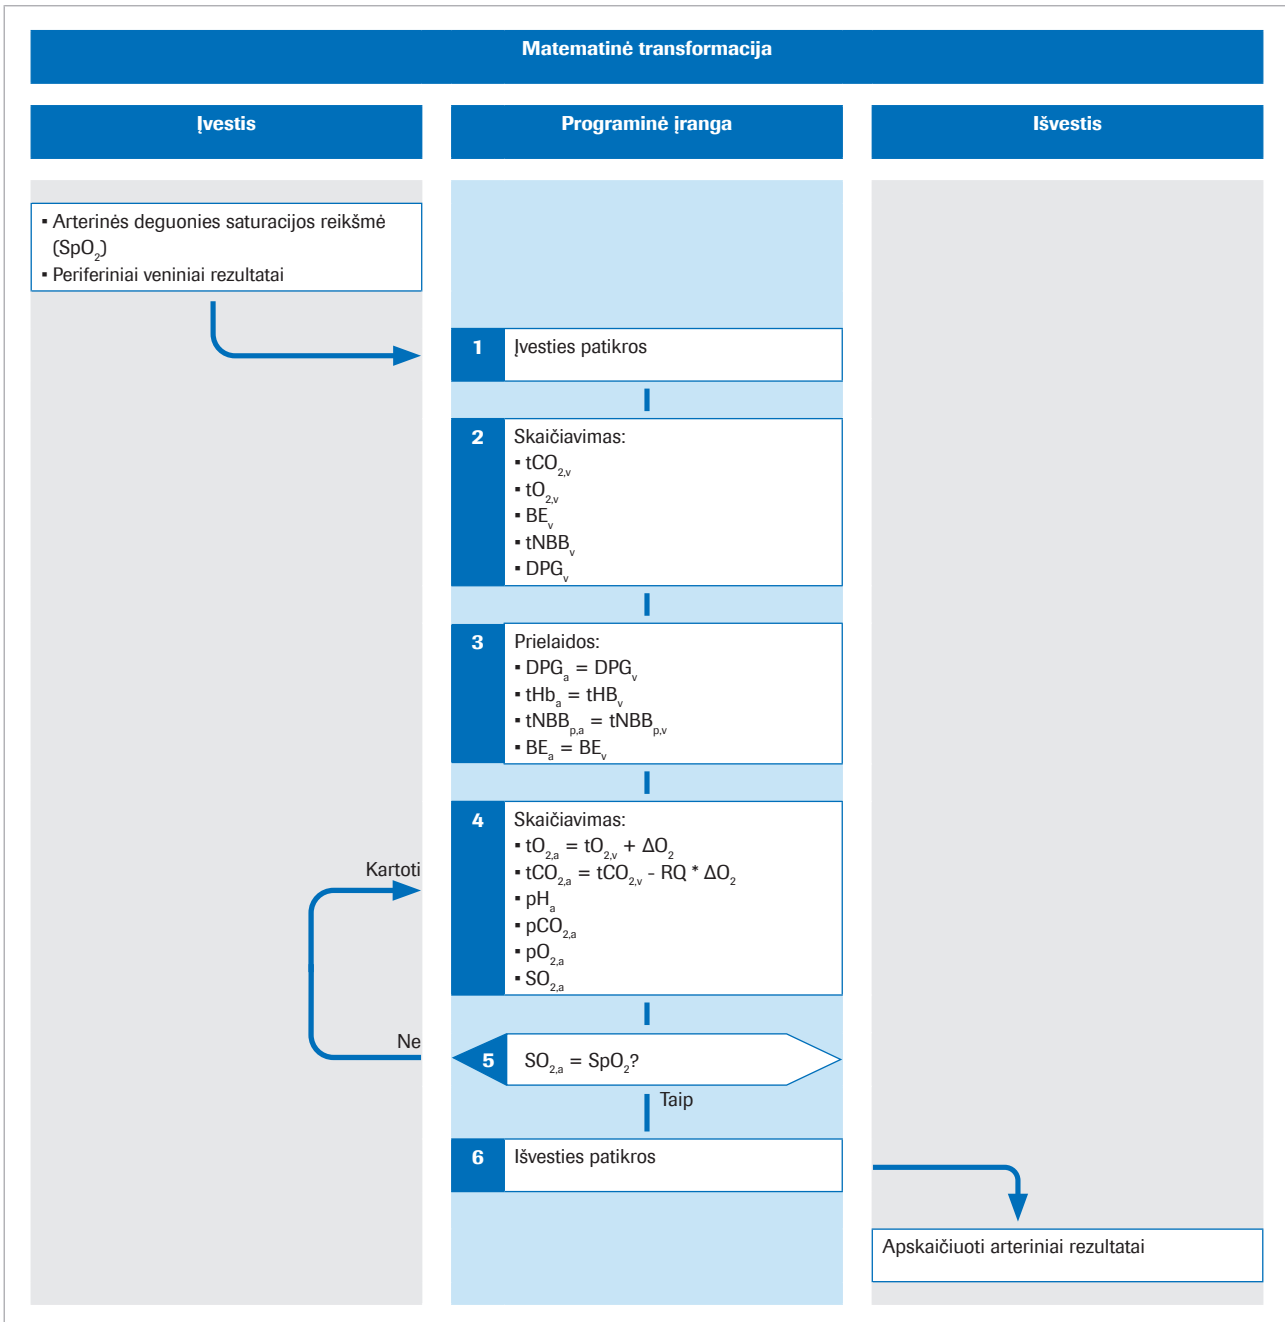 Matematinė transformacija
Įvestis
Programinė įranga
Išvestis
▪ Arterinės deguonies saturacijos reikšmė
(SpO₂)
▪ Periferiniai veniniai rezultatai
1 Įvesties patikros
2 Skaičiavimas:
▪ tCO₂,ᵥ
▪ tO₂,ᵥ
▪ BEᵥ
▪ tNBBᵥ
▪ DPGᵥ
3 Prielaidos:
▪ DPGₐ = DPGᵥ
▪ tHbₐ = tHBᵥ
▪ tNBBₚ,ₐ = tNBBₚ,ᵥ
▪ BEₐ = BEᵥ
4 Skaičiavimas:
▪ tO₂,ₐ = tO₂,ᵥ + ΔO₂
▪ tCO₂,ₐ = tCO₂,ᵥ - RQ * ΔO₂
▪ pHₐ
▪ pCO₂,ₐ
▪ pO₂,ₐ
▪ SO₂,ₐ
Kartoti
Ne
5 SO₂,ₐ = SpO₂?
Taip
6 Išvesties patikros
Apskaičiuoti arteriniai rezultatai